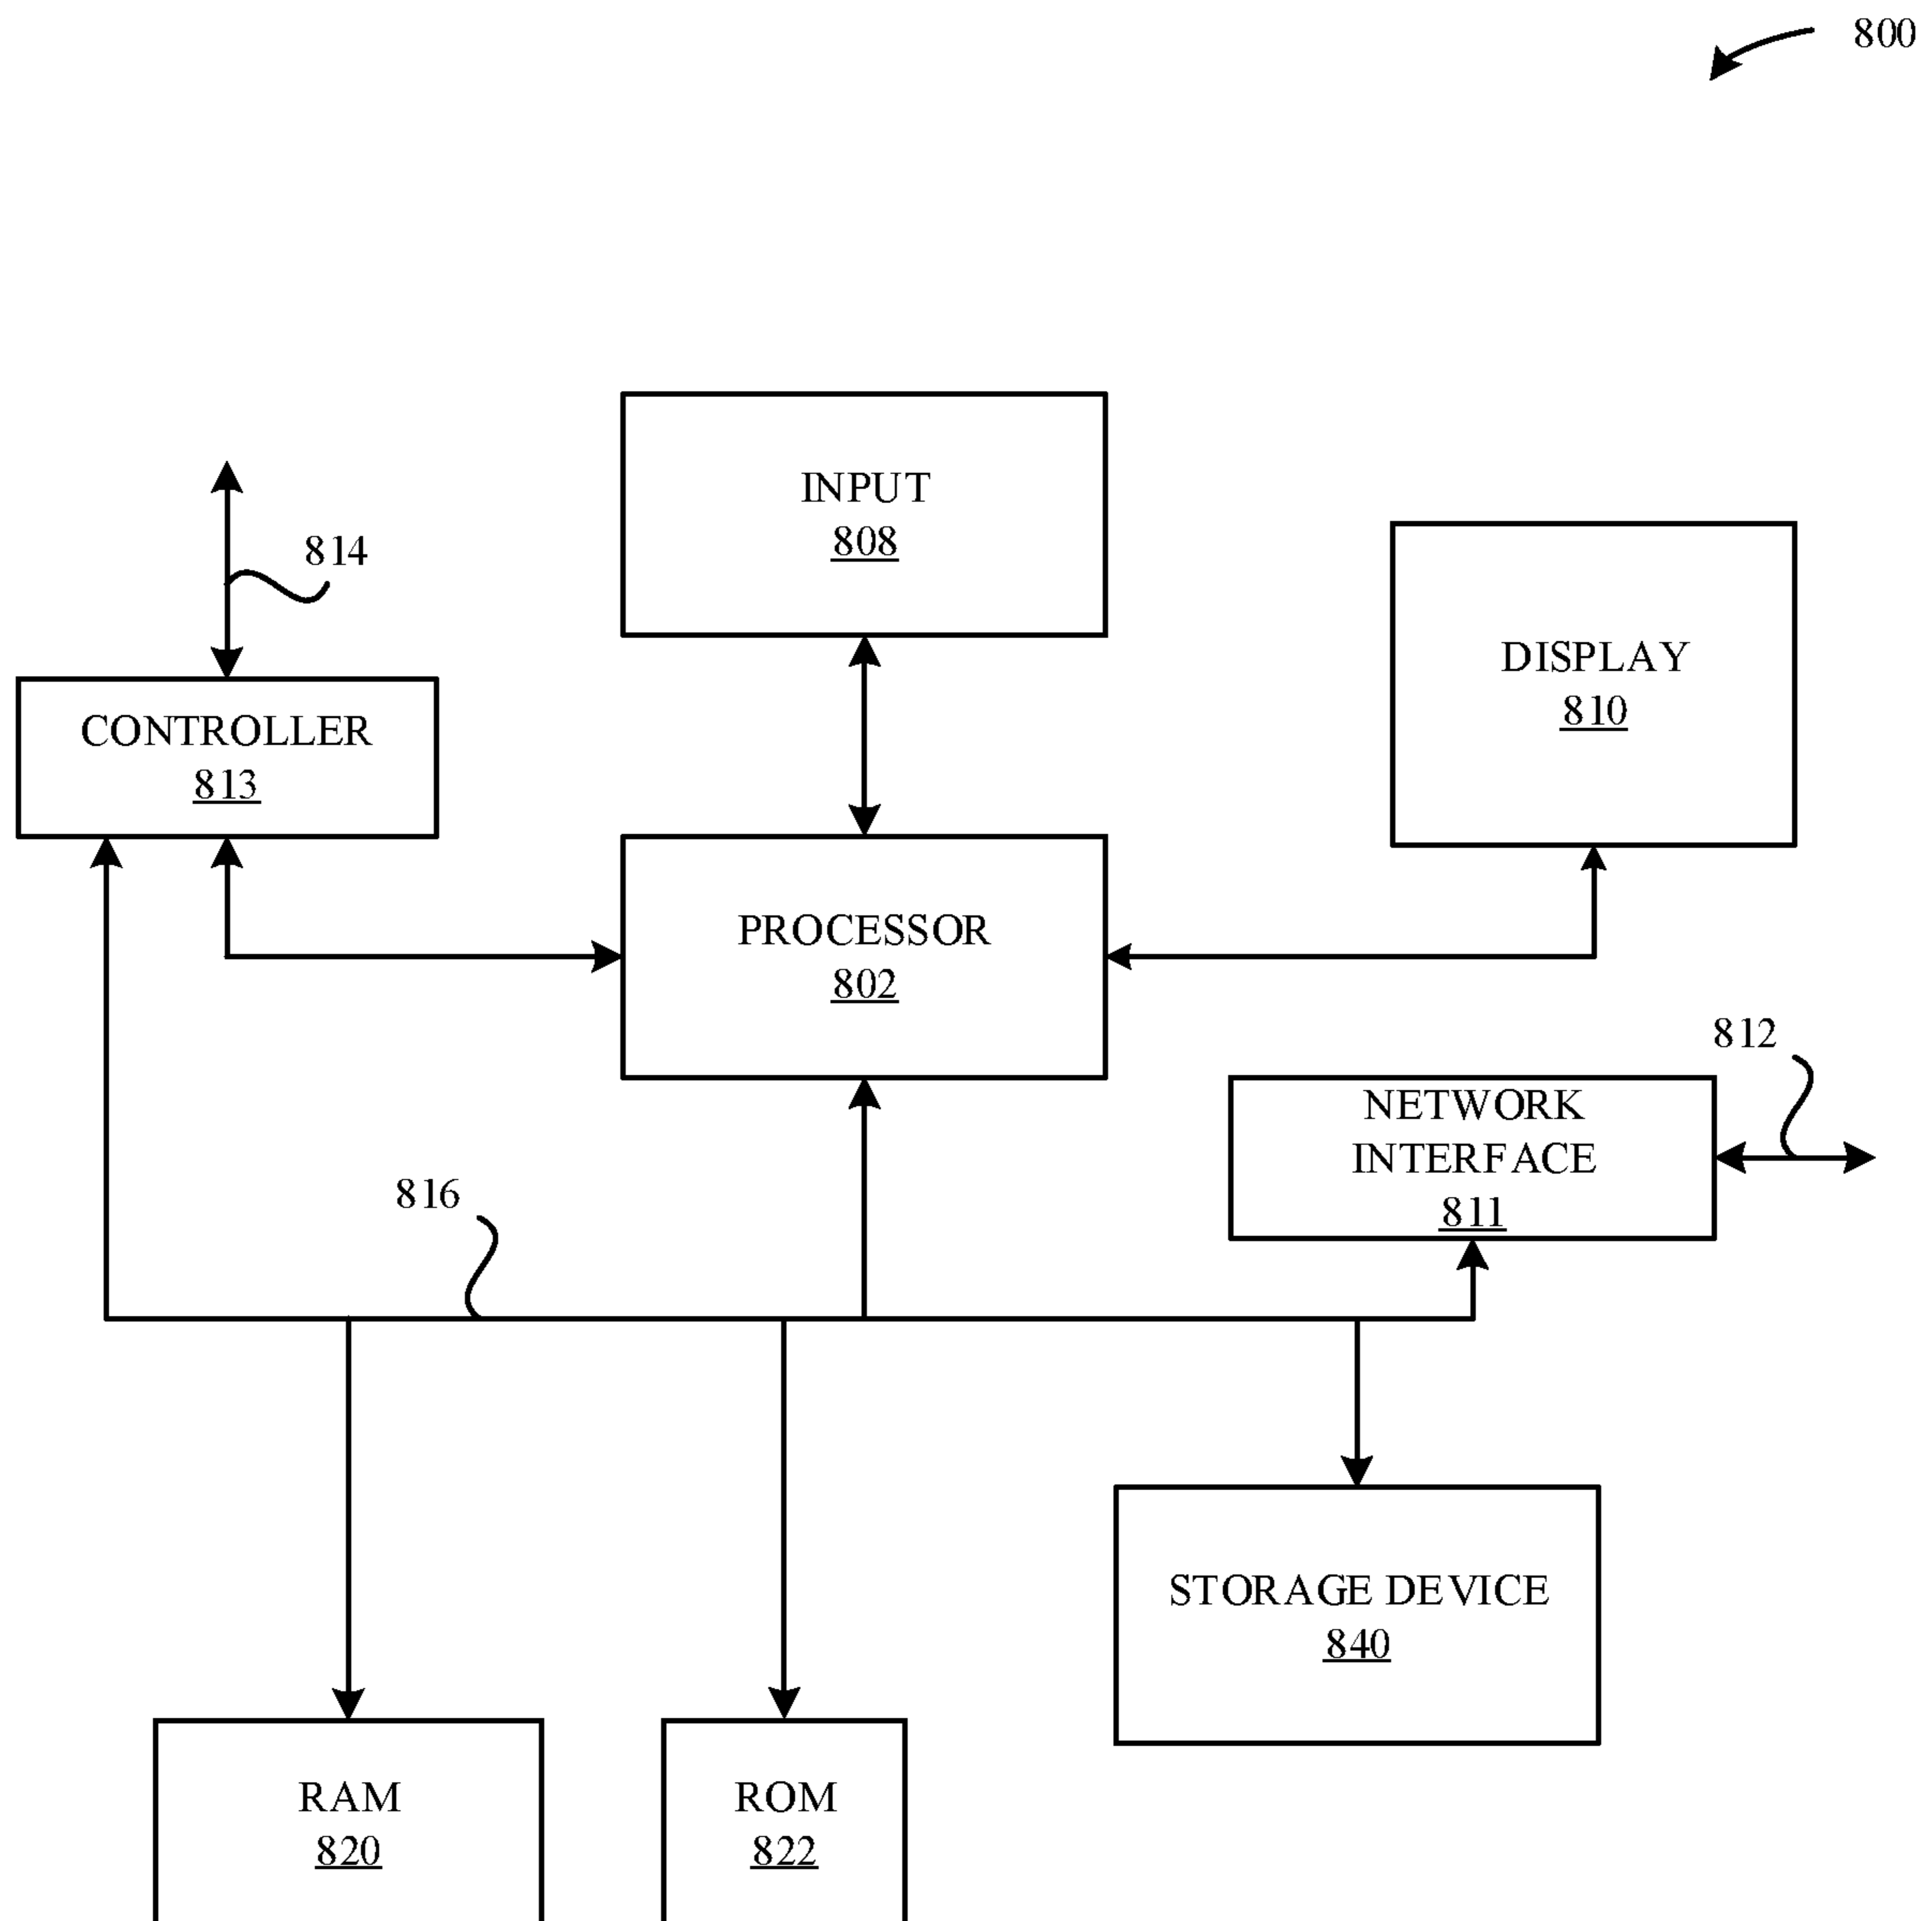 800
INPUT
808
814
DISPLAY
810
CONTROLLER
813
PROCESSOR
802
812
NETWORK
INTERFACE
811
816
STORAGE DEVICE
840
RAM
820
ROM
822